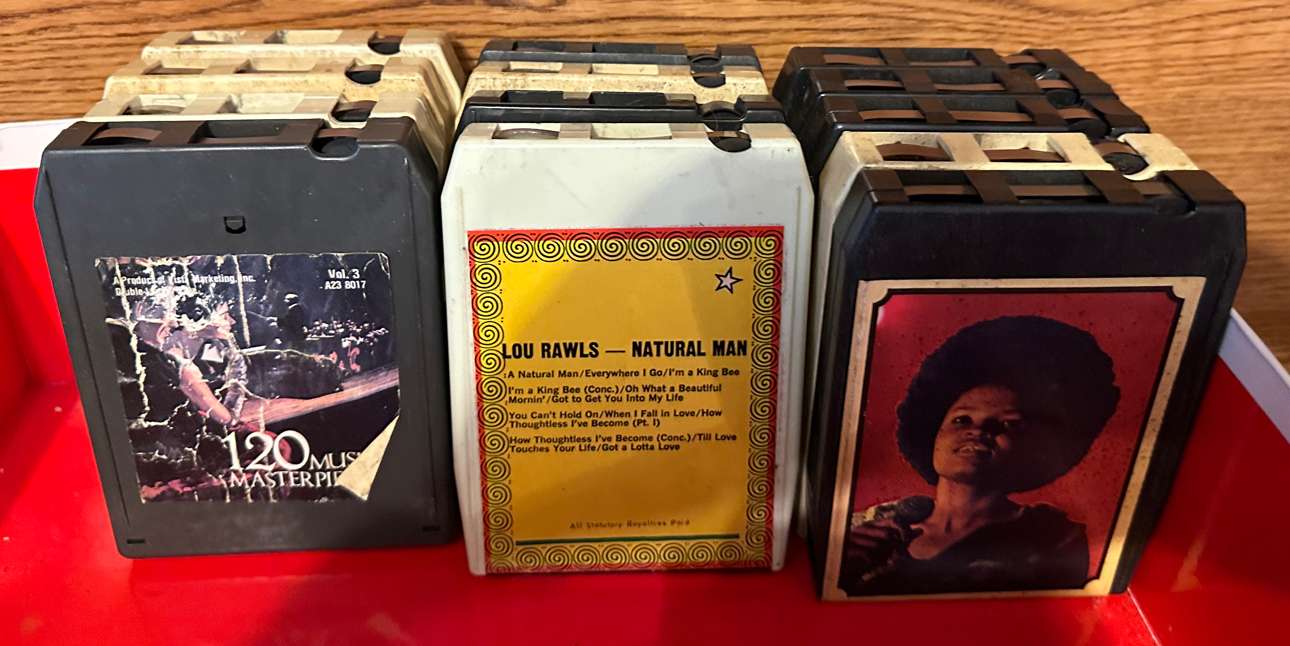 A Product of Vista Marketing, Inc.
Vol. 3
A23 8017
120 MUS
MASTERPIE
LOU RAWLS — NATURAL MAN
A Natural Man/Everywhere I Go/I'm a King Bee
I'm a King Bee (Conc.)/Oh What a Beautiful
Mornin'/Got to Get You Into My Life
You Can't Hold On/When I Fall in Love/How
Thoughtless I've Become (Pt. I)
How Thoughtless I've Become (Conc.)/Till Love
Touches Your Life/Got a Lotta Love
All Statutory Royalties Paid